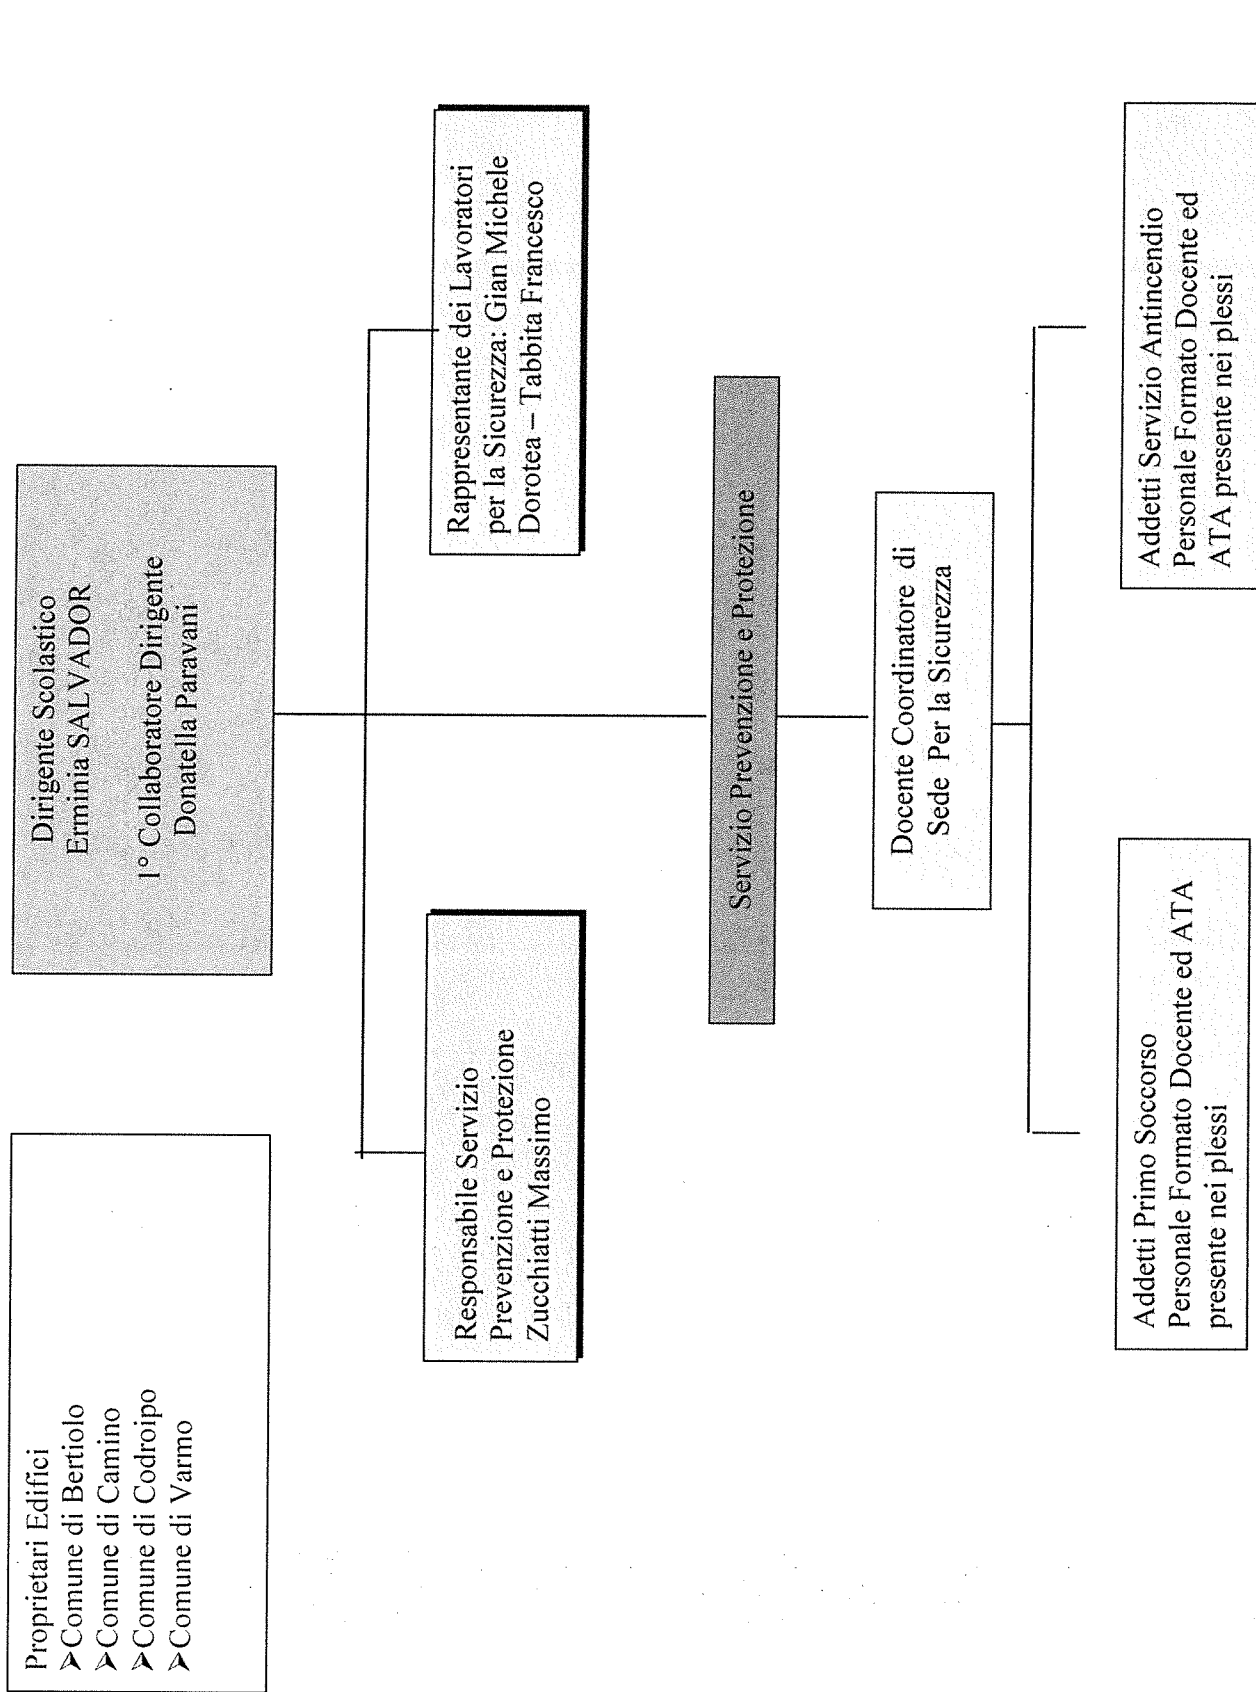 Proprietari Edifici
➢Comune di Bertiolo
➢Comune di Camino
➢Comune di Codroipo
➢Comune di Varmo
Dirigente Scolastico
Erminia SALVADOR
1° Collaboratore Dirigente
Donatella Paravani
Responsabile Servizio
Prevenzione e Protezione
Zucchiatti Massimo
Rappresentante dei Lavoratori
per la Sicurezza: Gian Michele
Dorotea – Tabbita Francesco
Servizio Prevenzione e Protezione
Docente Coordinatore di
Sede Per la Sicurezza
Addetti Primo Soccorso
Personale Formato Docente ed ATA
presente nei plessi
Addetti Servizio Antincendio
Personale Formato Docente ed
ATA presente nei plessi